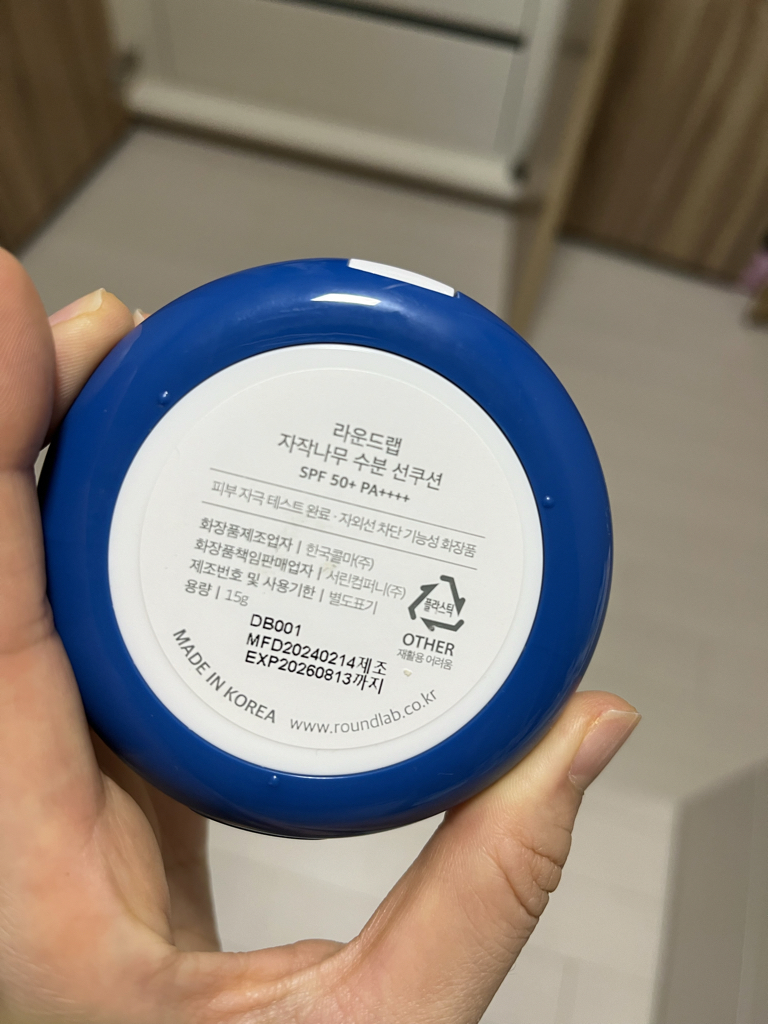 라운드랩
자작나무 수분 선쿠션
SPF 50+ PA++++
피부 자극 테스트 완료 · 자외선 차단 기능성 화장품
화장품제조업자 | 한국콜마(주)
화장품책임판매업자 | 서린컴퍼니(주)
제조번호 및 사용기한 | 별도표기
용량 | 15g
플라스틱
OTHER
재활용 어려움
DB001
MFD20240214제조
EXP20260813까지
MADE IN KOREA
www.roundlab.co.kr